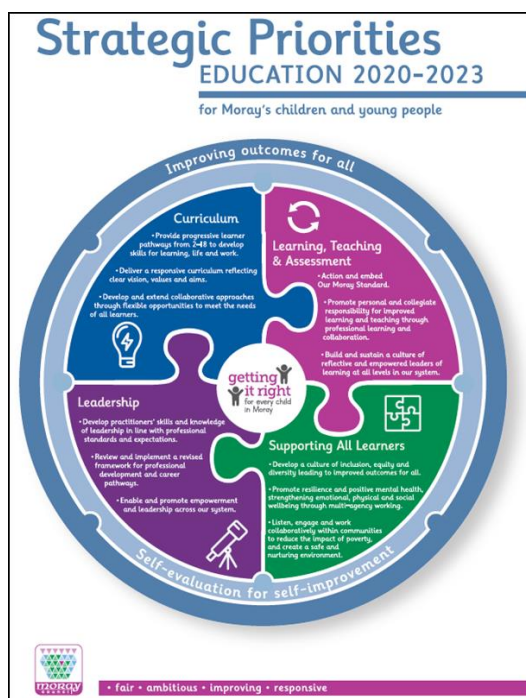 Strategic Priorities
EDUCATION 2020-2023
for Moray's children and young people
Improving outcomes for all
Curriculum
• Provide progressive learner
pathways from 2-18 to develop
skills for learning, life and work.
• Deliver a responsive curriculum reflecting
clear vision, values and aims.
• Develop and extend collaborative approaches
through flexible opportunities to meet the needs
of all learners.
Learning, Teaching
& Assessment
• Action and embed
Our Moray Standard.
• Promote personal and collegiate
responsibility for improved
learning and teaching through
professional learning and
collaboration.
• Build and sustain a culture of
reflective and empowered leaders of
learning at all levels in our system.
getting
it right
for every child
in Moray
Leadership
• Develop practitioners' skills and knowledge
of leadership in line with professional
standards and expectations.
• Review and implement a revised
framework for professional
development and career
pathways.
• Enable and promote empowerment
and leadership across our system.
Supporting All Learners
• Develop a culture of inclusion, equity and
diversity leading to improved outcomes for all.
• Promote resilience and positive mental health,
strengthening emotional, physical and social
wellbeing through multi-agency working.
• Listen, engage and work
collaboratively within communities
to reduce the impact of poverty,
and create a safe and
nurturing environment.
Self-evaluation for self-improvement
moray
COUNCIL
• fair • ambitious • improving • responsive